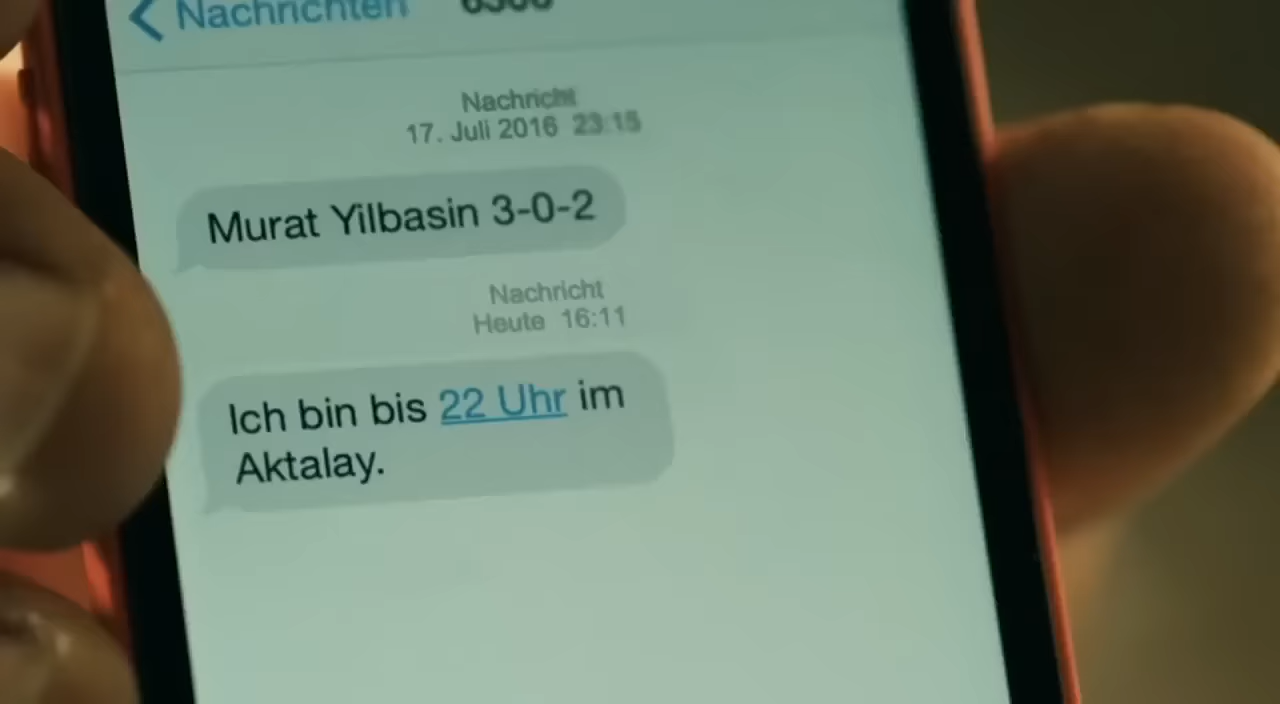 Nachrichten
Nachricht
17. Juli 2016 23:15
Murat Yilbasin 3-0-2
Nachricht
Heute 16:11
Ich bin bis 22 Uhr im
Aktalay.